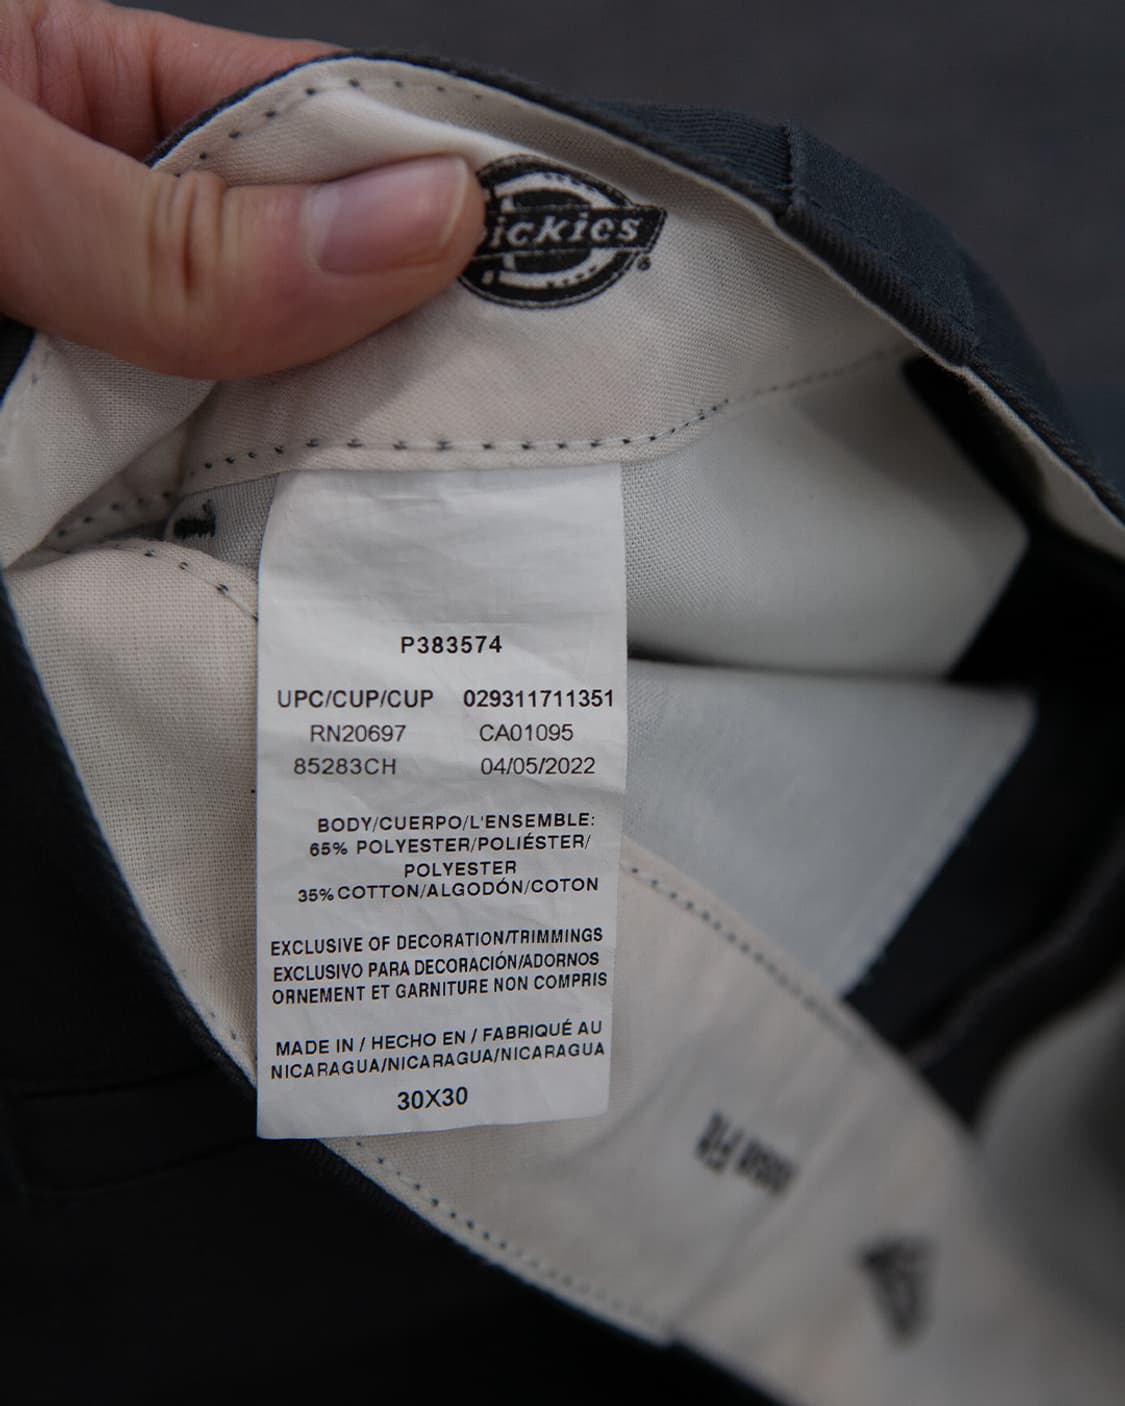 ickies
®
P383574
UPC/CUP/CUP 029311711351
RN20697 CA01095
85283CH 04/05/2022
BODY/CUERPO/L'ENSEMBLE:
65% POLYESTER/POLIÉSTER/
POLYESTER
35%COTTON/ALGODÓN/COTON
EXCLUSIVE OF DECORATION/TRIMMINGS
EXCLUSIVO PARA DECORACIÓN/ADORNOS
ORNEMENT ET GARNITURE NON COMPRIS
MADE IN / HECHO EN / FABRIQUÉ AU
NICARAGUA/NICARAGUA/NICARAGUA
30X30
FIT